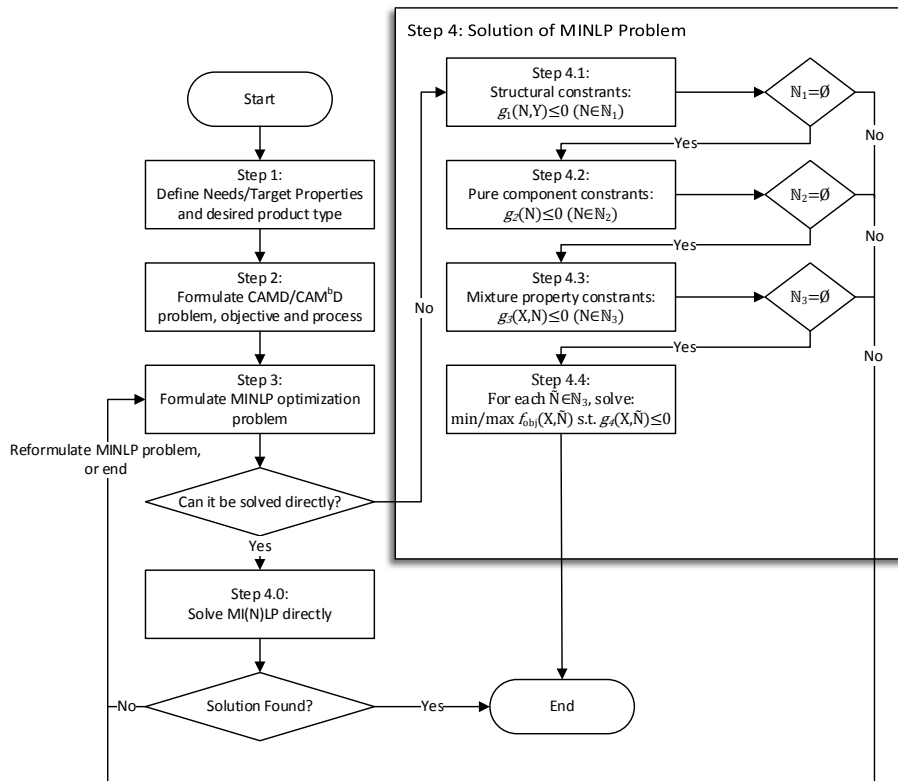 Step 4: Solution of MINLP Problem
Start
Step 1:
Define Needs/Target Properties
and desired product type
Step 2:
Formulate CAMD/CAMᵇD
problem, objective and process
Step 3:
Formulate MINLP optimization
problem
Reformulate MINLP problem,
or end
Can it be solved directly?
No
Yes
Step 4.0:
Solve MI(N)LP directly
Solution Found?
No
Yes
End
Step 4.1:
Structural constrants:
g₁(N,Y)≤0 (N∈ℕ₁)
ℕ₁=Ø
No
Yes
Step 4.2:
Pure component constrants:
g₂(N)≤0 (N∈ℕ₂)
ℕ₂=Ø
No
Yes
Step 4.3:
Mixture property constrants:
g₃(X,N)≤0 (N∈ℕ₃)
ℕ₃=Ø
No
Yes
Step 4.4:
For each Ñ∈ℕ₃, solve:
min/max f_obj(X,Ñ) s.t. g₄(X,Ñ)≤0